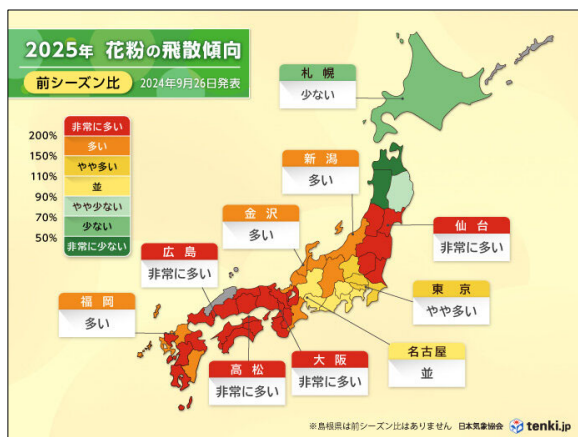 2025年 花粉の飛散傾向
前シーズン比 2024年9月26日発表
非常に多い
200%
多い
150%
やや多い
110%
並
90%
やや少ない
70%
少ない
50%
非常に少ない
札幌
少ない
新潟
多い
金沢
多い
仙台
非常に多い
広島
非常に多い
東京
やや多い
福岡
多い
名古屋
並
高松
非常に多い
大阪
非常に多い
※島根県は前シーズン比はありません 日本気象協会 tenki.jp